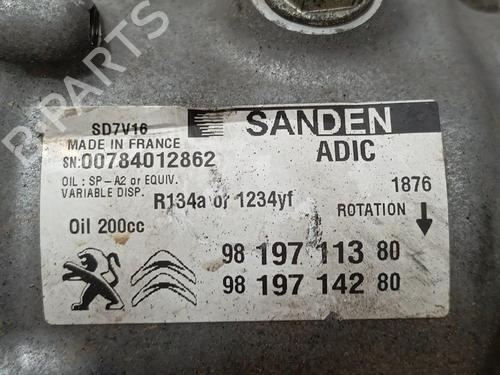 SD7V16
MADE IN FRANCE
SN:00784012862
SANDEN
ADIC
OIL : SP-A2 or EQUIV.
VARIABLE DISP.
R134a or 1234yf
1876
ROTATION
Oil 200cc
98 197 113 80
98 197 142 80
R PARTS